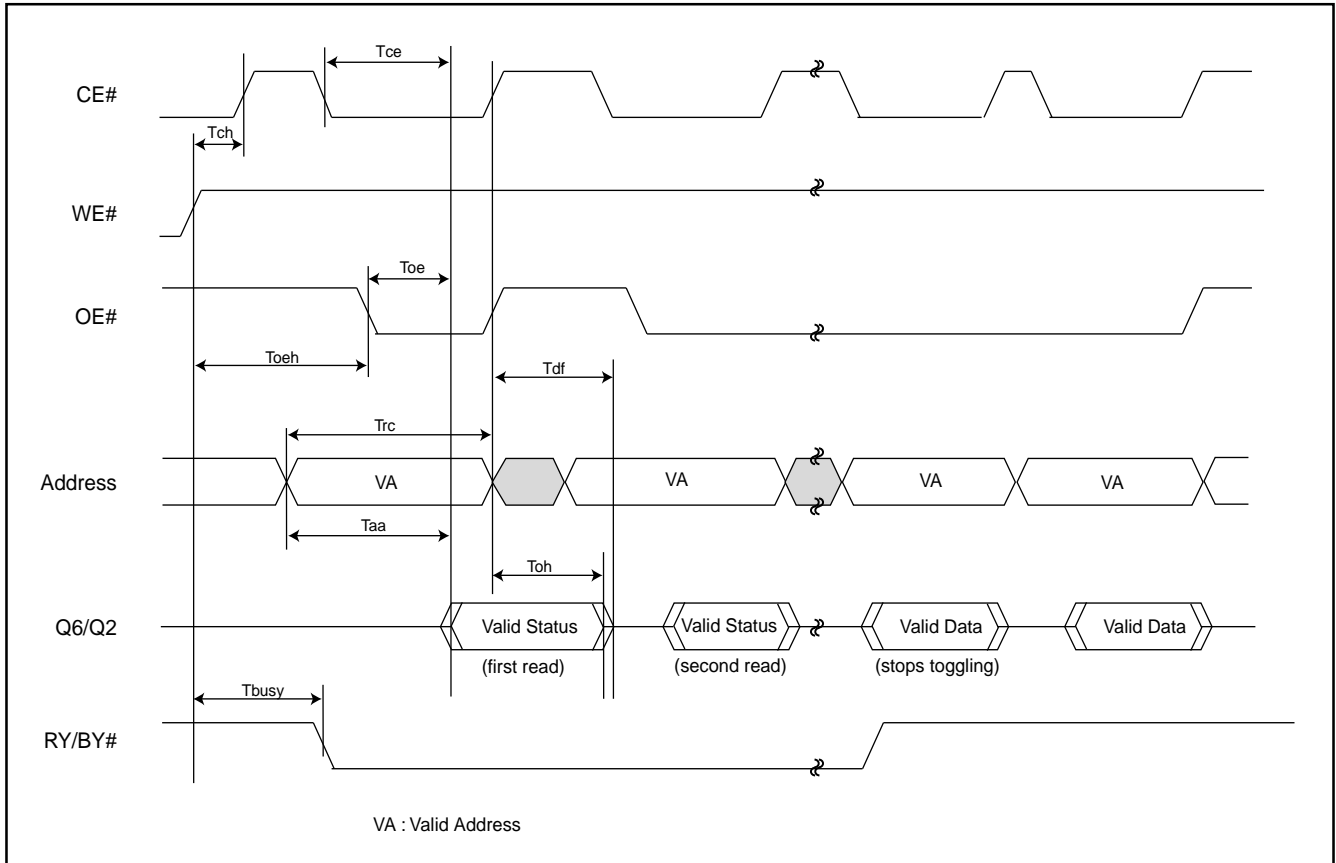 Tce
CE#
Tch
WE#
Toe
OE#
Toeh
Tdf
Trc
Address
VA
VA
VA
VA
Taa
Toh
Q6/Q2
Valid Status
Valid Status
Valid Data
Valid Data
(first read)
(second read)
(stops toggling)
Tbusy
RY/BY#
VA : Valid Address